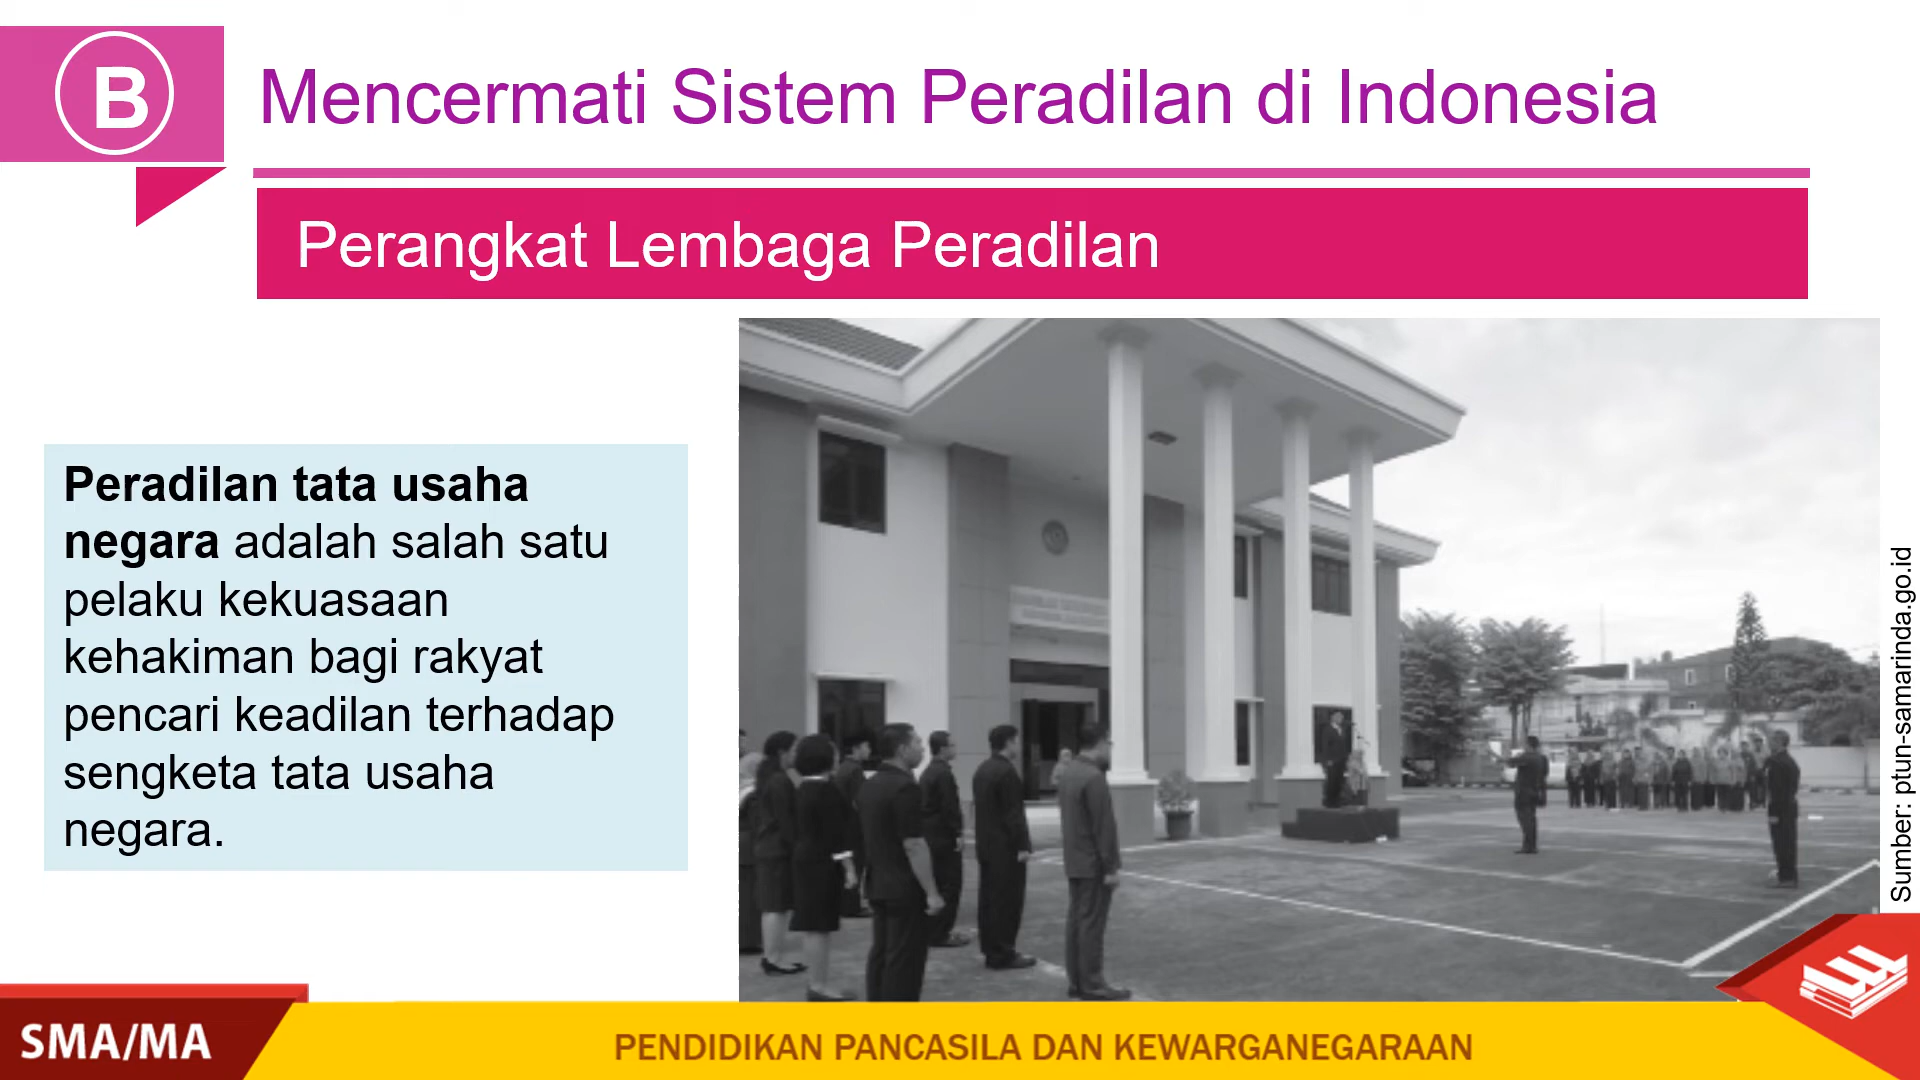 B
Mencermati Sistem Peradilan di Indonesia
Perangkat Lembaga Peradilan
Peradilan tata usaha
negara adalah salah satu
pelaku kekuasaan
kehakiman bagi rakyat
pencari keadilan terhadap
sengketa tata usaha
negara.
Sumber: ptun-samarinda.go.id
SMA/MA
PENDIDIKAN PANCASILA DAN KEWARGANEGARAAN